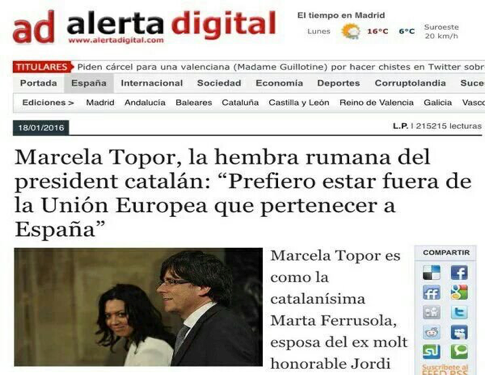 ad alerta digital
www.alertadigital.com
El tiempo en Madrid
Lunes 16°C 6°C Suroeste
20 km/h
TITULARES Piden cárcel para una valenciana (Madame Guillotine) por hacer chistes en Twitter sobr
Portada España Internacional Sociedad Economía Deportes Corruptolandia Suce
Ediciones > Madrid Andalucía Baleares Cataluña Castilla y León Reino de Valencia Galicia Vasc
18/01/2016 L.P. | 215215 lecturas
Marcela Topor, la hembra rumana del
president catalán: “Prefiero estar fuera de
la Unión Europea que pertenecer a
España”
Marcela Topor es
como la
catalanísima
Marta Ferrusola,
esposa del ex molt
honorable Jordi
COMPARTIR
Suscríbete al
FEED RSS